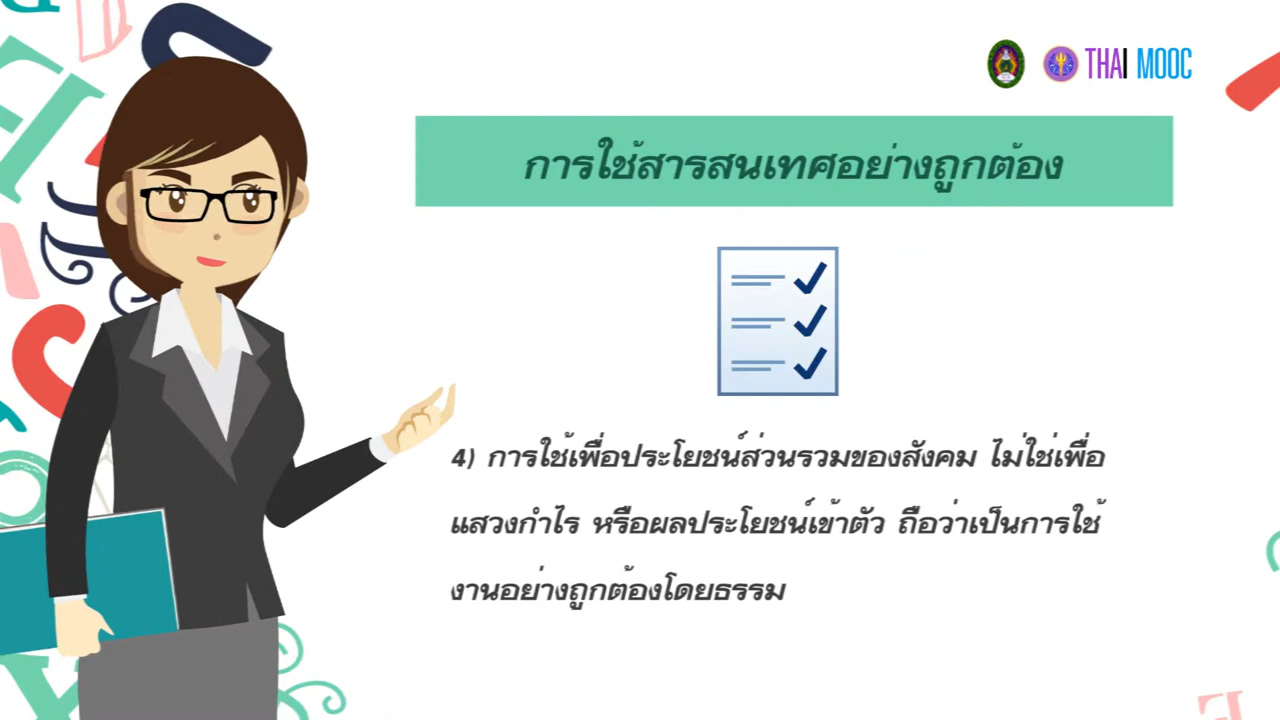 THAI MOOC
การใช้สารสนเทศอย่างถูกต้อง
4) การใช้เพื่อประโยชน์ส่วนรวมของสังคม ไม่ใช่เพื่อ
แสวงกำไร หรือผลประโยชน์เข้าตัว ถือว่าเป็นการใช้
งานอย่างถูกต้องโดยธรรม